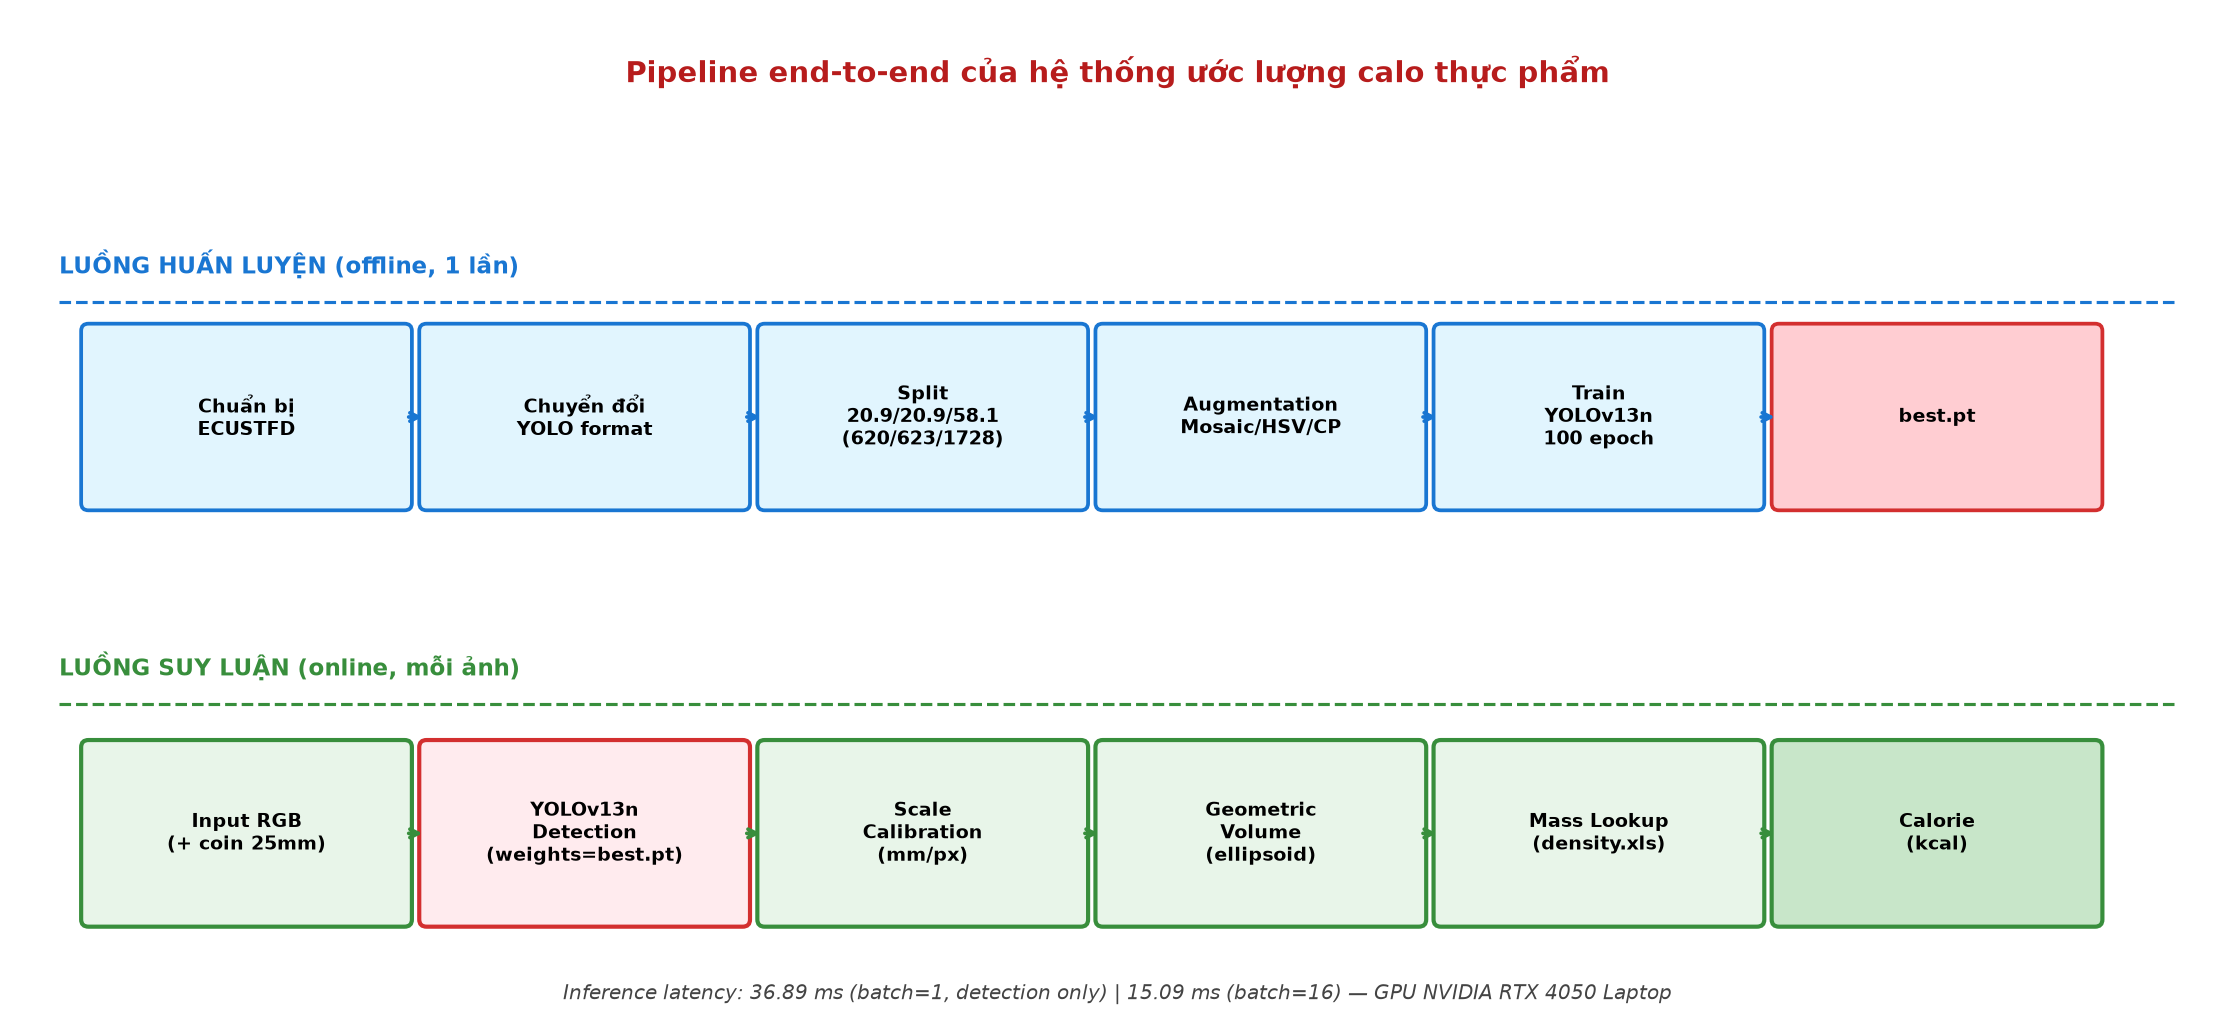 Pipeline end-to-end của hệ thống ước lượng calo thực phẩm
LUỒNG HUẤN LUYỆN (offline, 1 lần)
Chuẩn bị
ECUSTFD
Chuyển đổi
YOLO format
Split
20.9/20.9/58.1
(620/623/1728)
Augmentation
Mosaic/HSV/CP
Train
YOLOv13n
100 epoch
best.pt
LUỒNG SUY LUẬN (online, mỗi ảnh)
Input RGB
(+ coin 25mm)
YOLOv13n
Detection
(weights=best.pt)
Scale
Calibration
(mm/px)
Geometric
Volume
(ellipsoid)
Mass Lookup
(density.xls)
Calorie
(kcal)
Inference latency: 36.89 ms (batch=1, detection only) | 15.09 ms (batch=16) — GPU NVIDIA RTX 4050 Laptop